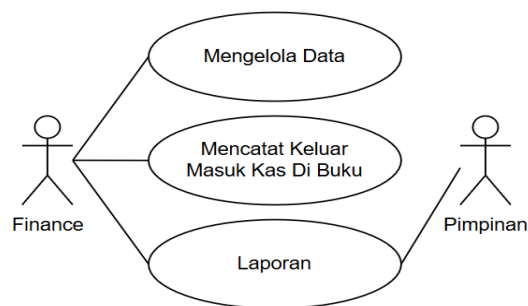 Mengelola Data
Mencatat Keluar
Masuk Kas Di Buku
Finance
Pimpinan
Laporan